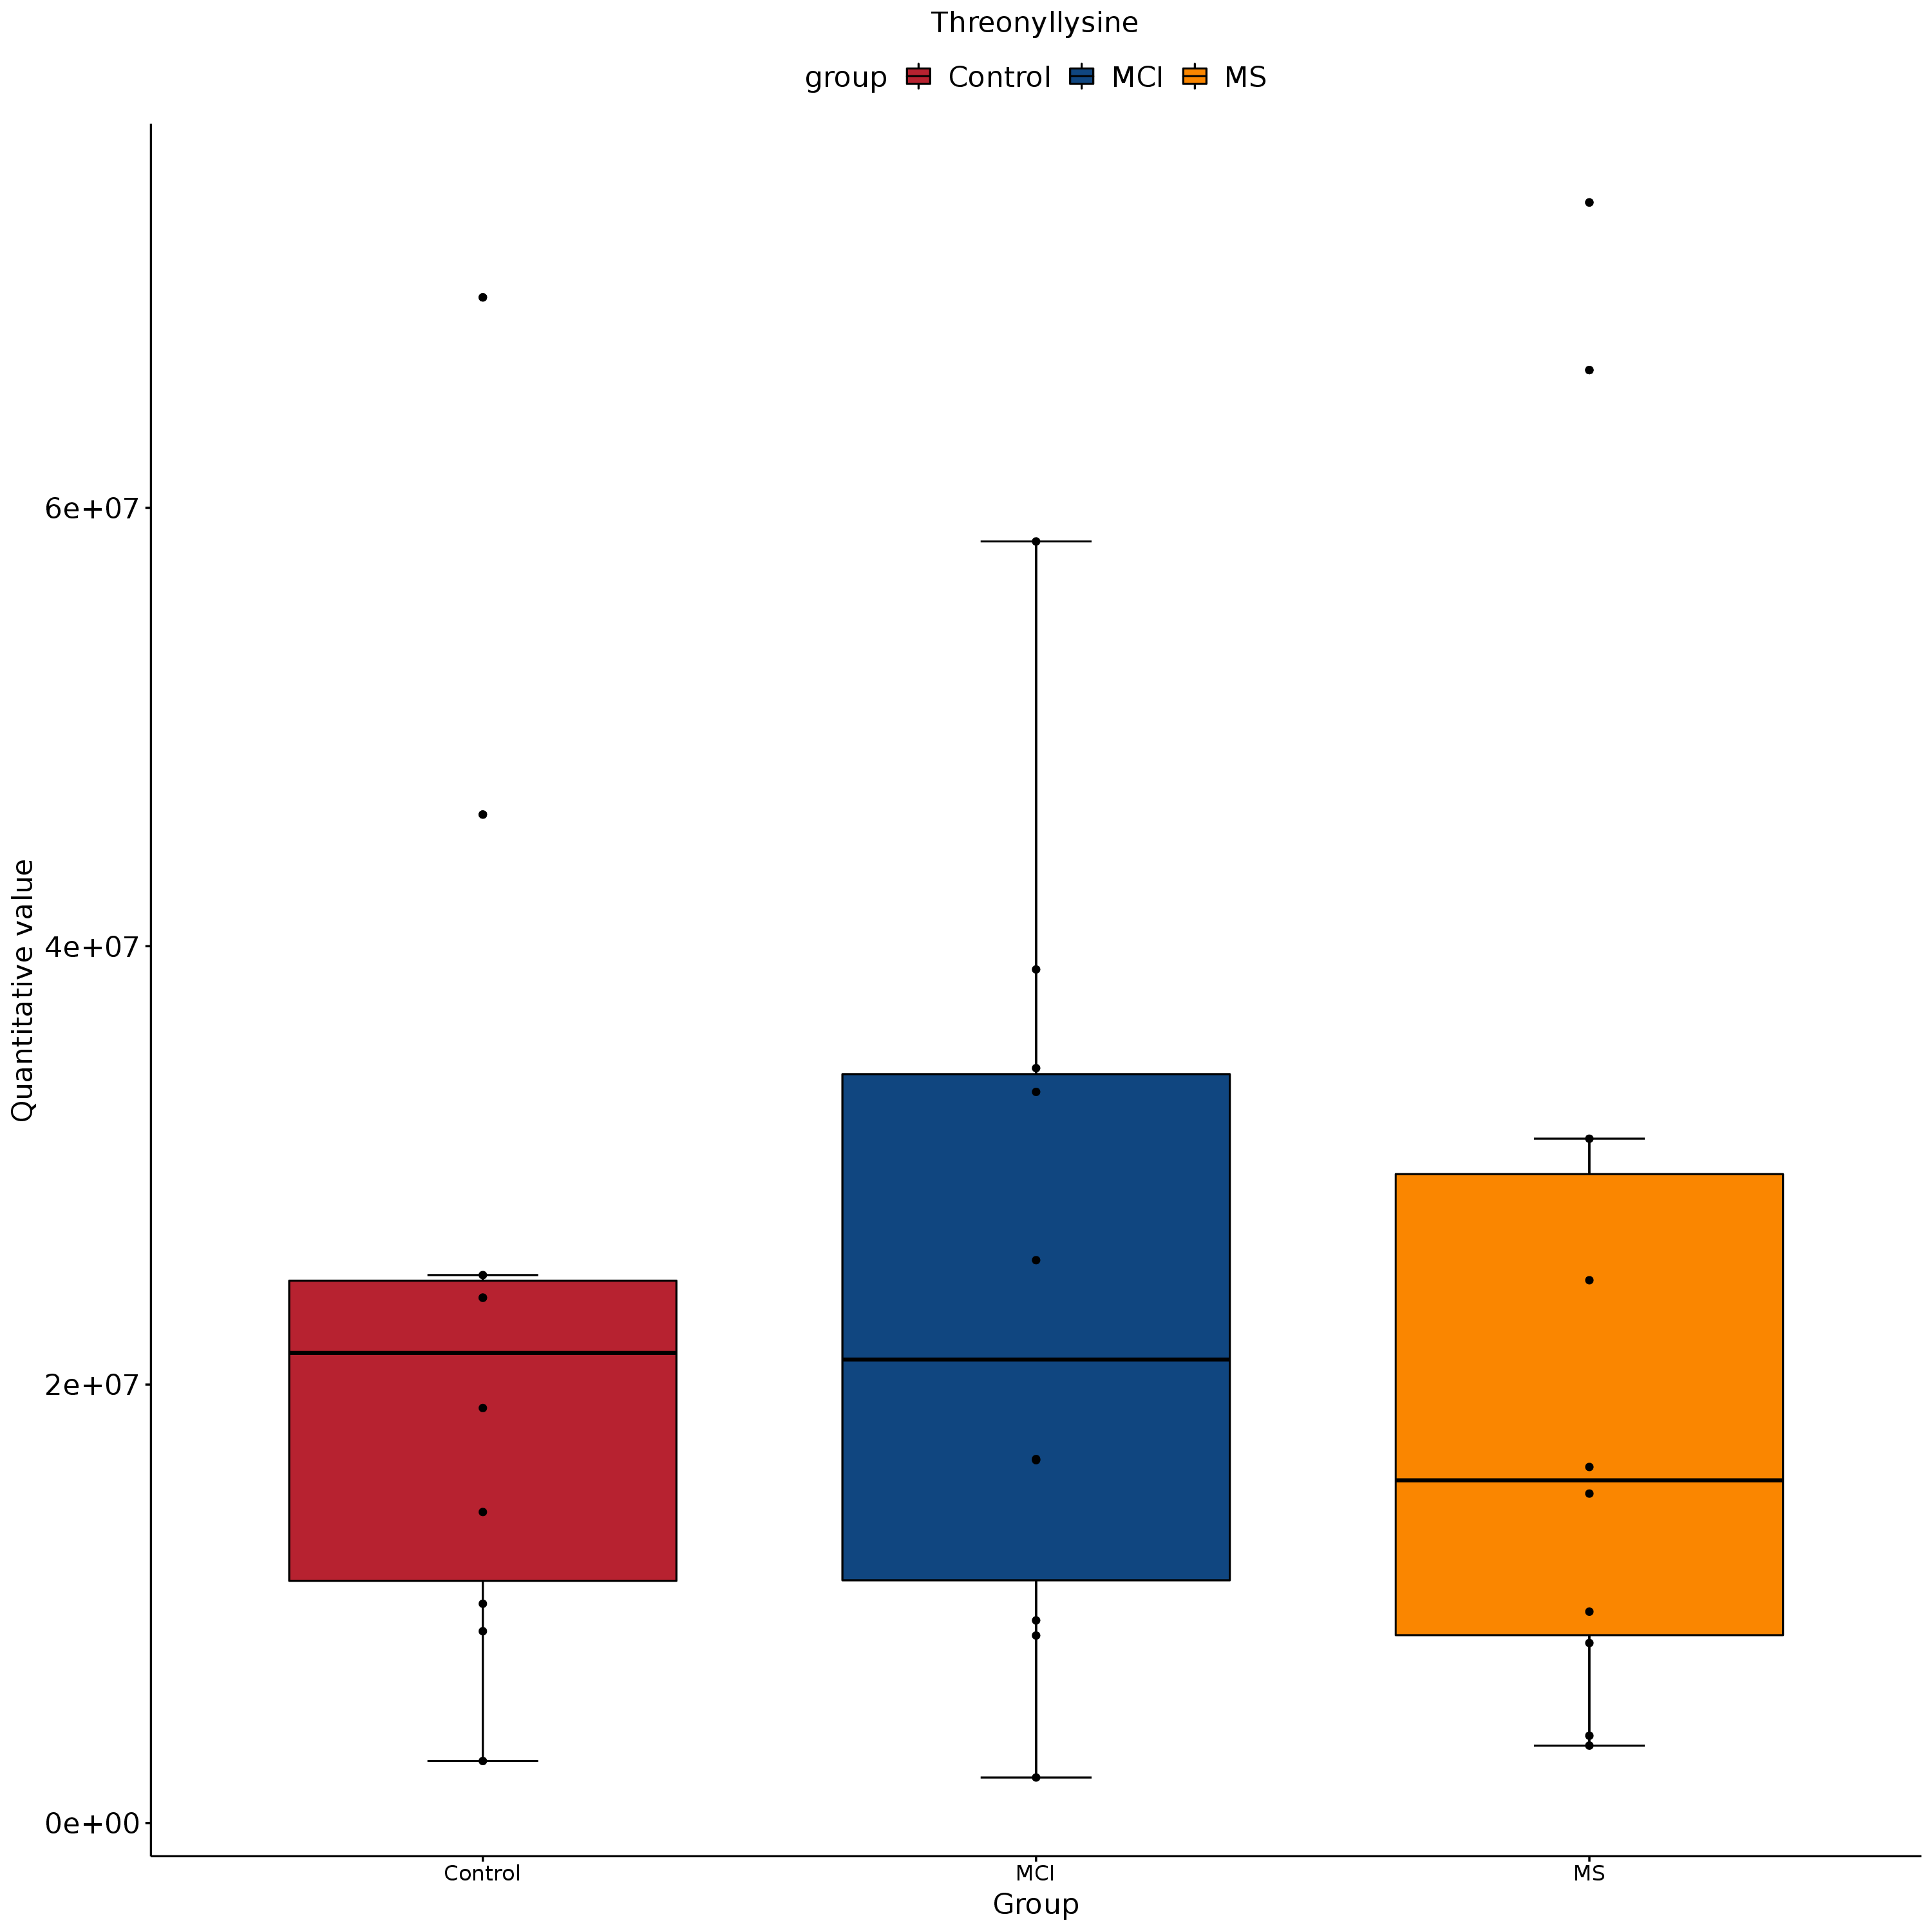 Threonyllysine
group Control MCI MS
Quantitative value
6e+07
4e+07
2e+07
0e+00
Control MCI MS
Group